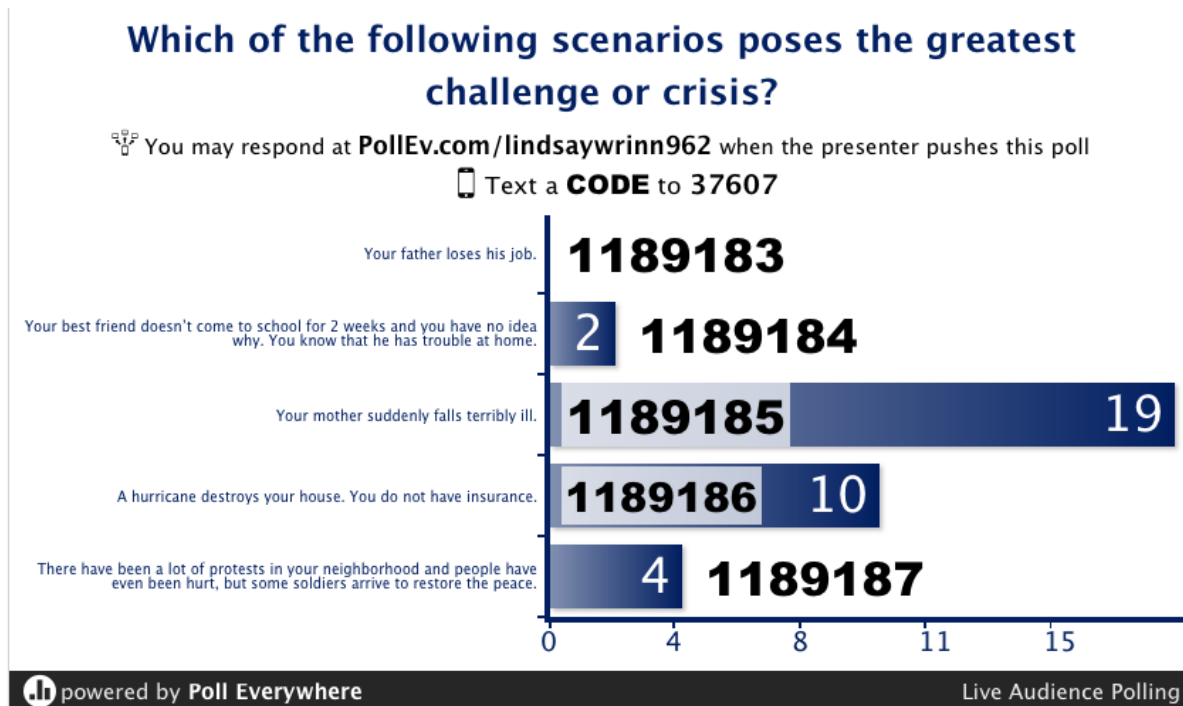 Which of the following scenarios poses the greatest
challenge or crisis?
You may respond at PollEv.com/lindsaywrinn962 when the presenter pushes this poll
Text a CODE to 37607
Your father loses his job.
1189183
Your best friend doesn't come to school for 2 weeks and you have no idea
why. You know that he has trouble at home.
2
1189184
Your mother suddenly falls terribly ill.
1189185
19
A hurricane destroys your house. You do not have insurance.
1189186
10
There have been a lot of protests in your neighborhood and people have
even been hurt, but some soldiers arrive to restore the peace.
4
1189187
0 4 8 11 15
powered by Poll Everywhere
Live Audience Polling